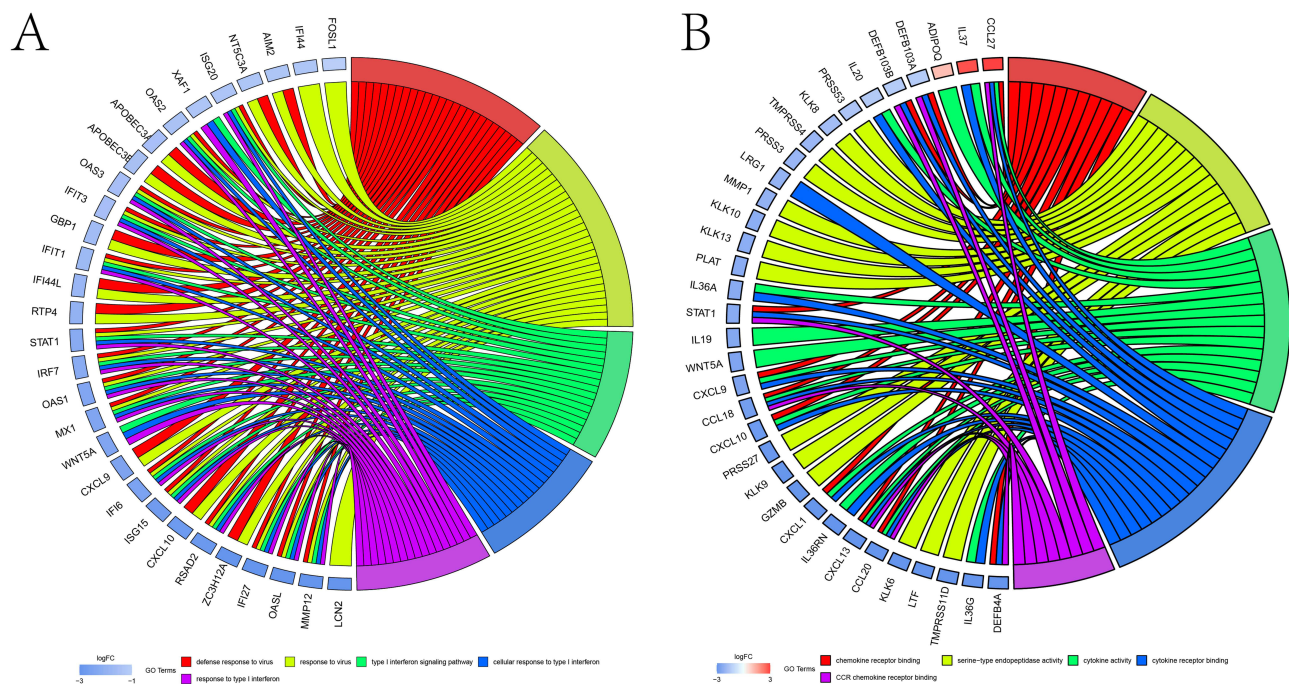 A
FOSL1
IFI44
AIM2
NT5C3A
ISG20
XAF1
OAS2
APOBEC3A
APOBEC3B
OAS3
IFIT3
GBP1
IFIT1
IFI44L
RTP4
STAT1
IRF7
OAS1
MX1
WNT5A
CXCL9
IFI6
ISG15
CXCL10
RSAD2
ZC3H12A
IFI27
OASL
MMP12
LCN2
logFC
-3
-1
GO Terms
defense response to virus
response to virus
type I interferon signaling pathway
cellular response to type I interferon
response to type I interferon
B
CCL27
IL37
ADIPOQ
DEFB103A
DEFB103B
IL20
PRSS53
KLK8
TMPRSS4
PRSS3
LRG1
MMP1
KLK10
KLK13
PLAT
IL36A
STAT1
IL19
WNT5A
CXCL9
CCL18
CXCL10
PRSS27
KLK9
GZMB
CXCL1
IL36RN
CXCL13
CCL20
KLK6
LTF
TMPRSS11D
IL36G
DEFB4A
logFC
-3
3
GO Terms
chemokine receptor binding
serine-type endopeptidase activity
cytokine activity
cytokine receptor binding
CCR chemokine receptor binding